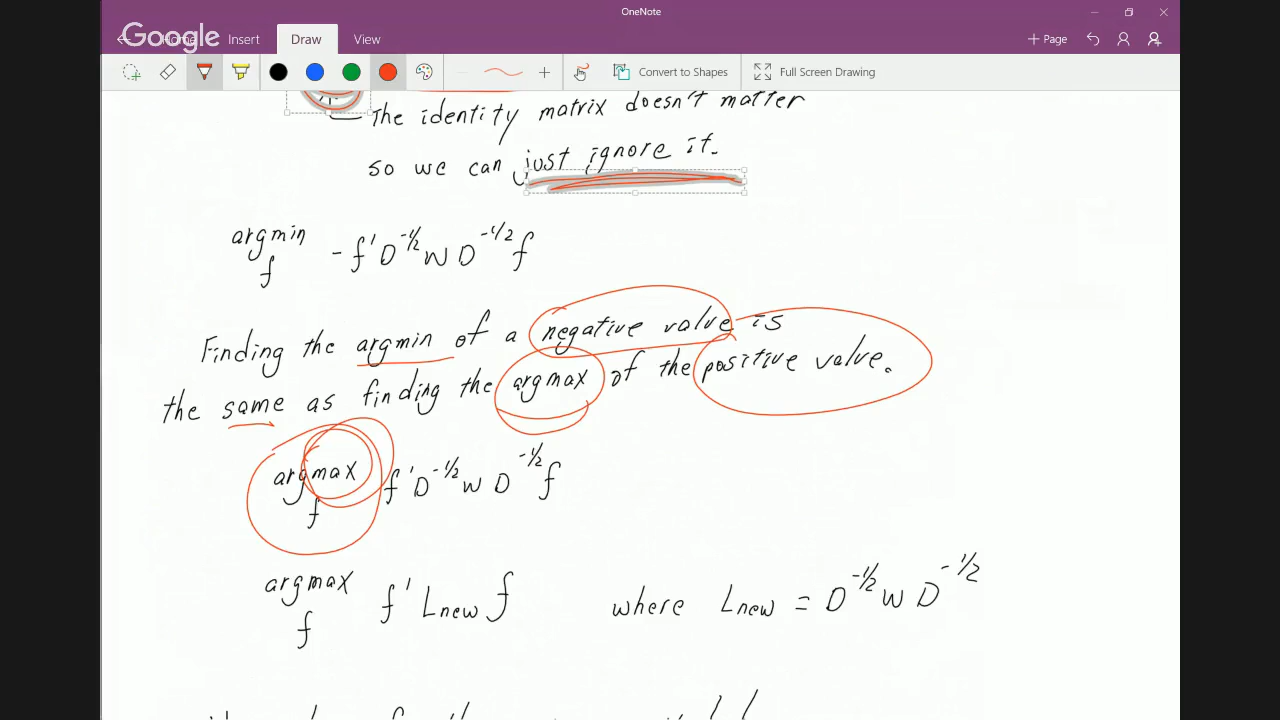 OneNote
Google
Home Insert Draw View
+ Page
Convert to Shapes Full Screen Drawing
The identity matrix doesn't matter
so we can just ignore it.
argmin - f' D^-1/2 W D^-1/2 f
f
Finding the argmin of a negative value is
the same as finding the argmax of the positive value.
argmax f' D^-1/2 W D^-1/2 f
f
argmax f' Lnew f where Lnew = D^-1/2 W D^-1/2
f